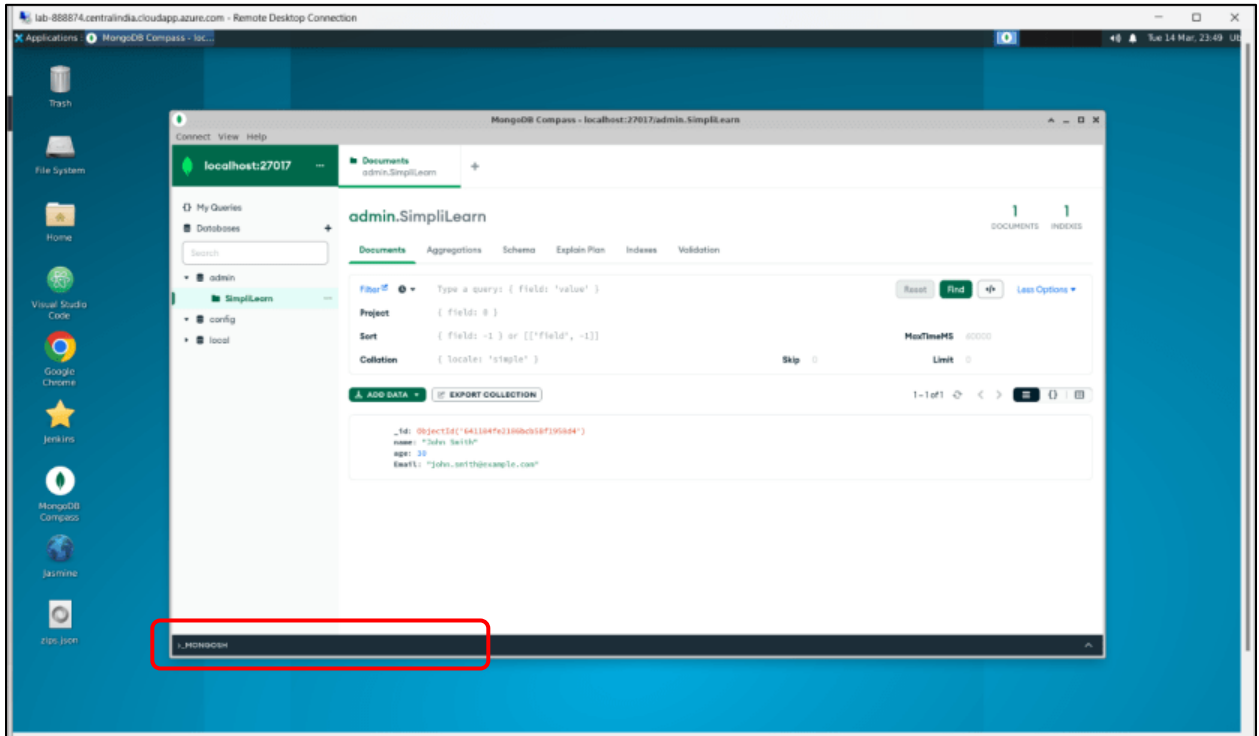 lab-888874.centralindia.cloudapp.azure.com - Remote Desktop Connection
Applications : MongoDB Compass - loc...
Tue 14 Mar, 23:49 Ub
Trash
File System
Home
Visual Studio
Code
Google
Chrome
Jenkins
MongoDB
Compass
Jasmine
zips.json
MongoDB Compass - localhost:27017/admin.SimpliLearn
Connect View Help
localhost:27017 ...
Documents
admin.SimpliLearn
+
{} My Queries
Databases +
Search
admin
SimpliLearn ...
config
local
admin.SimpliLearn
1 1
DOCUMENTS INDEXES
Documents Aggregations Schema Explain Plan Indexes Validation
Filter Type a query: { field: 'value' } Reset Find </> Less Options
Project { field: 0 }
Sort { field: -1 } or [['field', -1]] MaxTimeMS 60000
Collation { locale: 'simple' } Skip 0 Limit 0
ADD DATA EXPORT COLLECTION 1-1 of 1 < > {}
_id:
name: "John Smith"
age: 30
Email: "john.smith@example.com"
>_MONGOSH